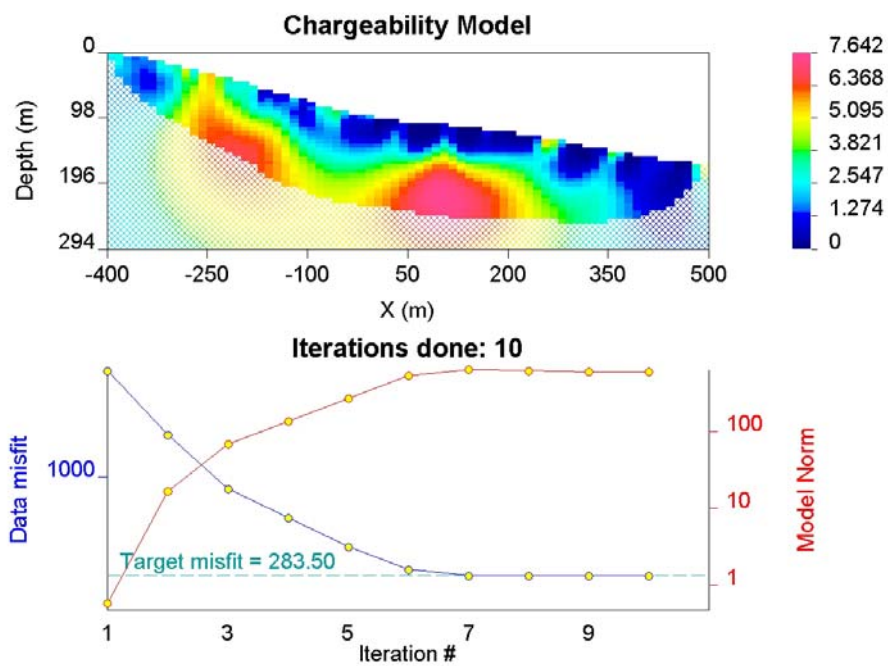 Chargeability Model
0
98
196
294
Depth (m)
-400 -250 -100 50 200 350 500
X (m)
7.642
6.368
5.095
3.821
2.547
1.274
0
Iterations done: 10
Data misfit
1000
Target misfit = 283.50
100
10
1
Model Norm
1 3 5 7 9
Iteration #